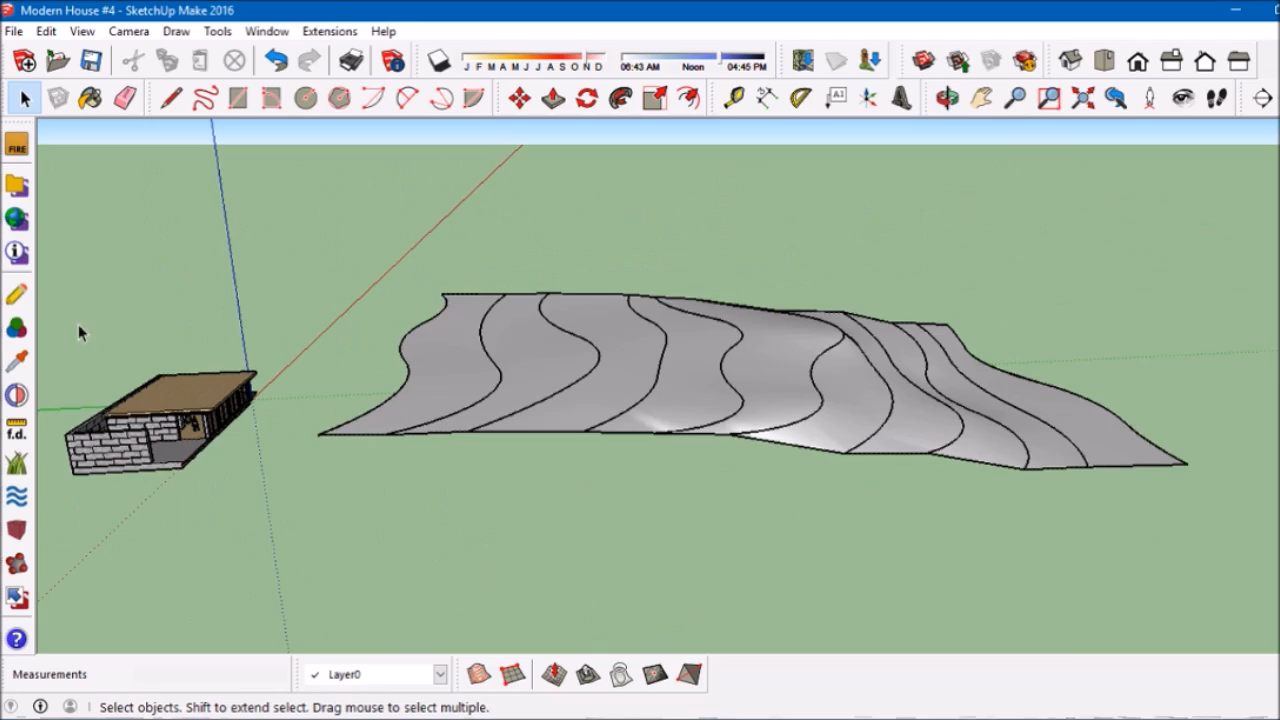 Modern House #4 - SketchUp Make 2016
File Edit View Camera Draw Tools Window Extensions Help
J F M A M J J A S O N D
06:43 AM Noon 04:45 PM
A1
FIRE
f.d.
Measurements
Layer0
Select objects. Shift to extend select. Drag mouse to select multiple.